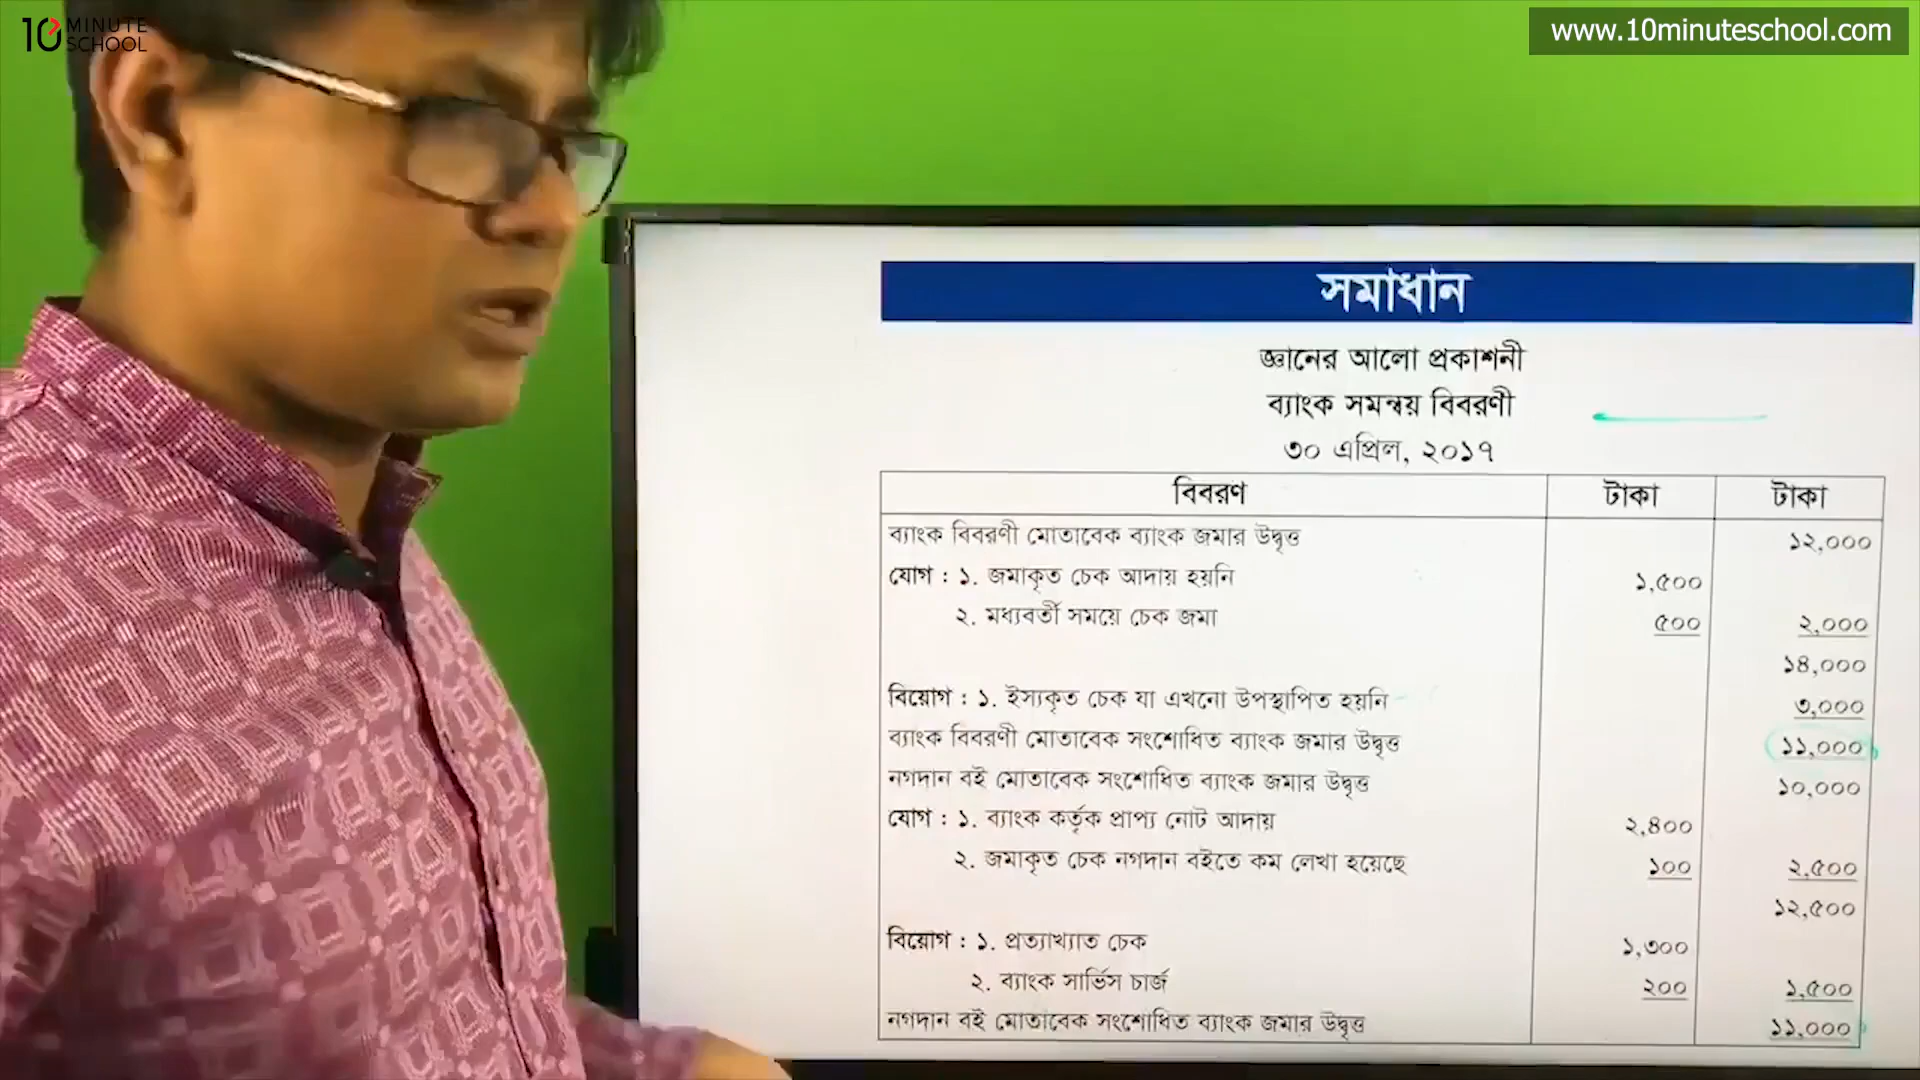 10 MINUTE SCHOOL
www.10minuteschool.com
সমাধান
জ্ঞানের আলো প্রকাশনী
ব্যাংক সমন্বয় বিবরণী
৩০ এপ্রিল, ২০১৭
বিবরণ টাকা টাকা
ব্যাংক বিবরণী মোতাবেক ব্যাংক জমার উদ্বৃত্ত ১২,০০০
যোগ : ১. জমাকৃত চেক আদায় হয়নি ১,৫০০
২. মধ্যবর্তী সময়ে চেক জমা ৫০০ ২,০০০
১৪,০০০
বিয়োগ : ১. ইস্যকৃত চেক যা এখনো উপস্থাপিত হয়নি ৩,০০০
ব্যাংক বিবরণী মোতাবেক সংশোধিত ব্যাংক জমার উদ্বৃত্ত ১১,০০০
নগদান বই মোতাবেক সংশোধিত ব্যাংক জমার উদ্বৃত্ত ১০,০০০
যোগ : ১. ব্যাংক কর্তৃক প্রাপ্য নোট আদায় ২,৪০০
২. জমাকৃত চেক নগদান বইতে কম লেখা হয়েছে ১০০ ২,৫০০
১২,৫০০
বিয়োগ : ১. প্রত্যাখ্যাত চেক ১,৩০০
২. ব্যাংক সার্ভিস চার্জ ২০০ ১,৫০০
নগদান বই মোতাবেক সংশোধিত ব্যাংক জমার উদ্বৃত্ত ১১,০০০